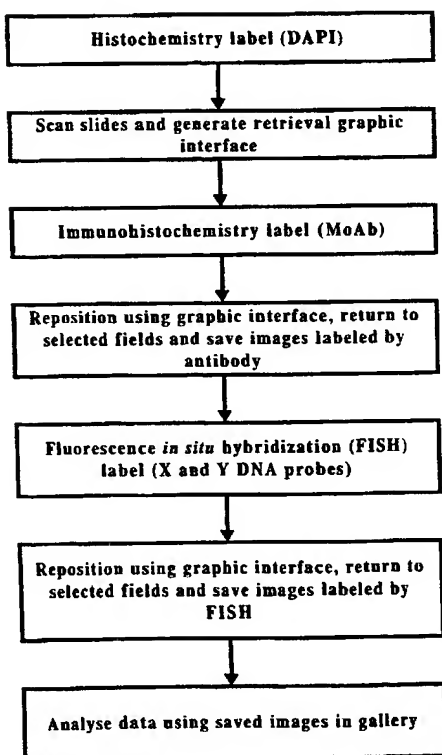 Histochemistry label (DAPI)
Scan slides and generate retrieval graphic
interface
Immunohistochemistry label (MoAb)
Reposition using graphic interface, return to
selected fields and save images labeled by
antibody
Fluorescence in situ hybridization (FISH)
label (X and Y DNA probes)
Reposition using graphic interface, return to
selected fields and save images labeled by
FISH
Analyse data using saved images in gallery